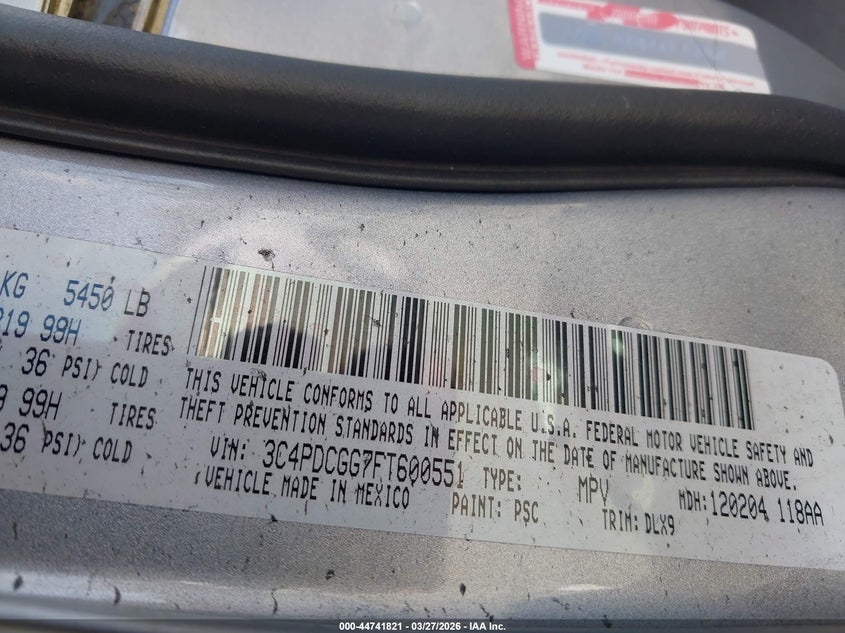 KG 5450 LB
R19 99H TIRES
36 PSI) COLD
99H TIRES
36 PSI) COLD
THIS VEHICLE CONFORMS TO ALL APPLICABLE U.S.A. FEDERAL MOTOR VEHICLE SAFETY AND
THEFT PREVENTION STANDARDS IN EFFECT ON THE DATE OF MANUFACTURE SHOWN ABOVE.
VIN: 3C4PDCGG7FT600551 TYPE: MPV MDH: 120204 118AA
VEHICLE MADE IN MEXICO PAINT: PSC TRIM: DLX9
000-44741821 - 03/27/2026 - IAA Inc.